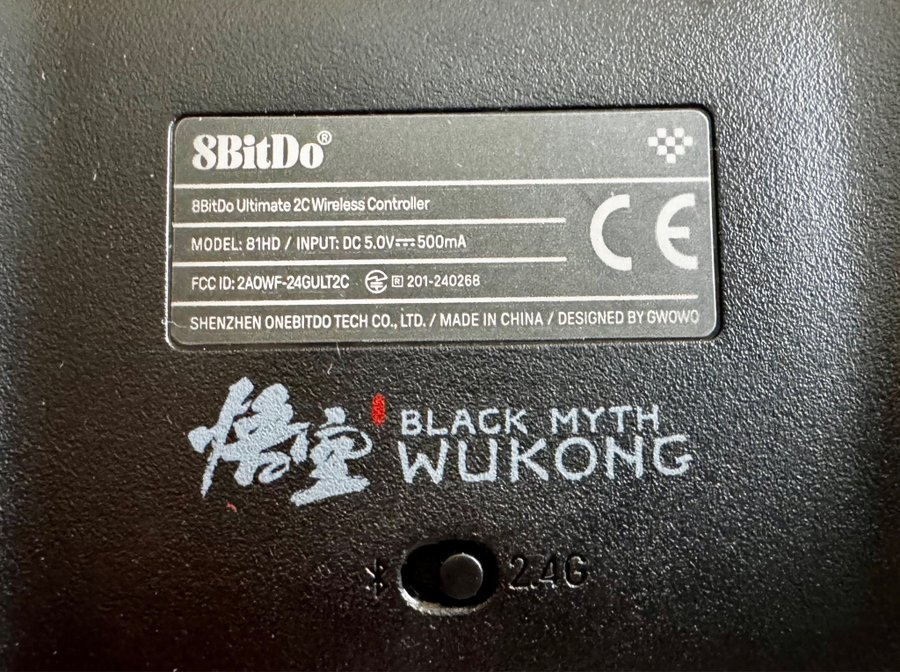 8BitDo®
8BitDo Ultimate 2C Wireless Controller
MODEL: 81HD / INPUT: DC 5.0V⎓500mA
FCC ID: 2AOWF-24GULT2C R 201-240268
CE
SHENZHEN ONEBITDO TECH CO., LTD. / MADE IN CHINA / DESIGNED BY GWOWO
悟空
BLACK MYTH
WUKONG
2.4G